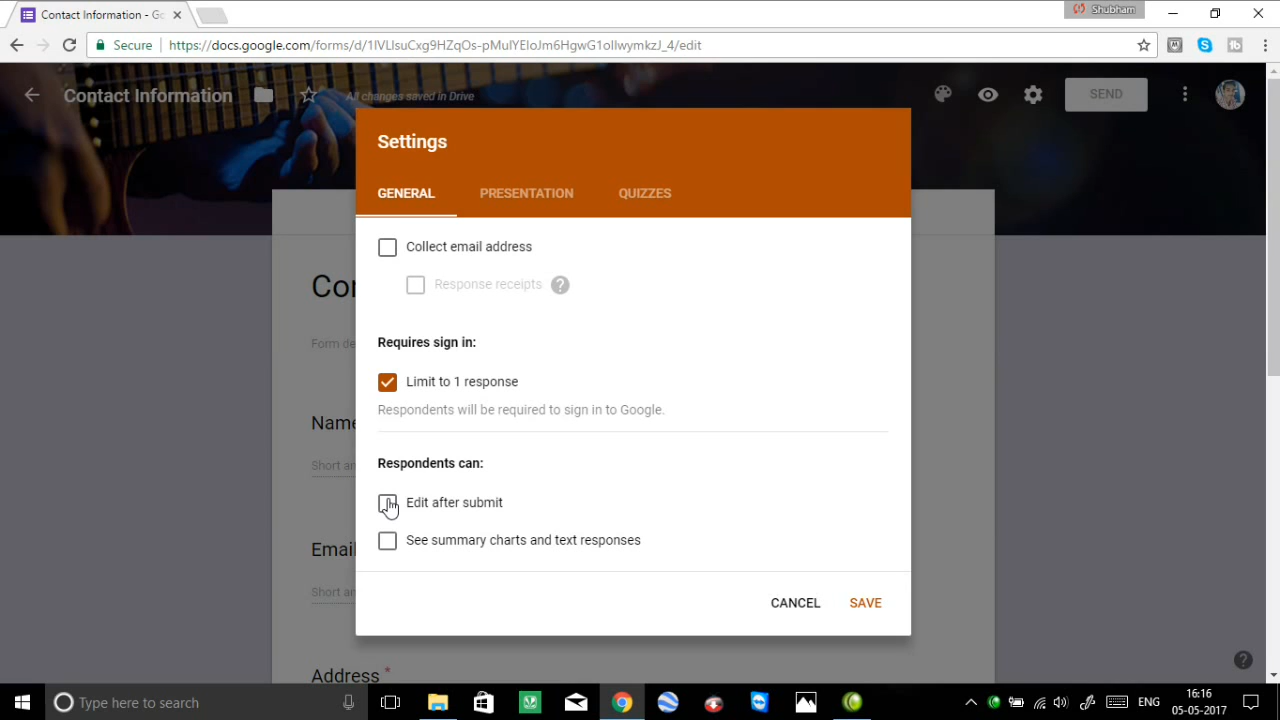 Contact Information - Go
Shubham
Secure
https://docs.google.com/forms/d/1IVLlsuCxg9HZqOs-pMulYEIoJm6HgwG1oIlwymkzJ_4/edit
Contact Information
All changes saved in Drive
SEND
Settings
GENERAL
PRESENTATION
QUIZZES
Collect email address
Response receipts
Requires sign in:
Limit to 1 response
Respondents will be required to sign in to Google.
Respondents can:
Edit after submit
See summary charts and text responses
CANCEL
SAVE
Co
Form de
Name
Short an
Email
Short an
Address *
Type here to search
ENG
16:16
05-05-2017